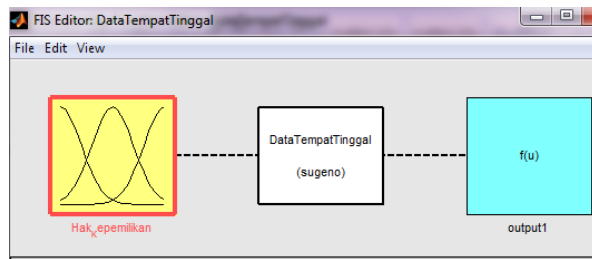 FIS Editor: DataTempatTinggal
File Edit View
DataTempatTinggal
(sugeno)
f(u)
Hak_Kepemilikan
output1